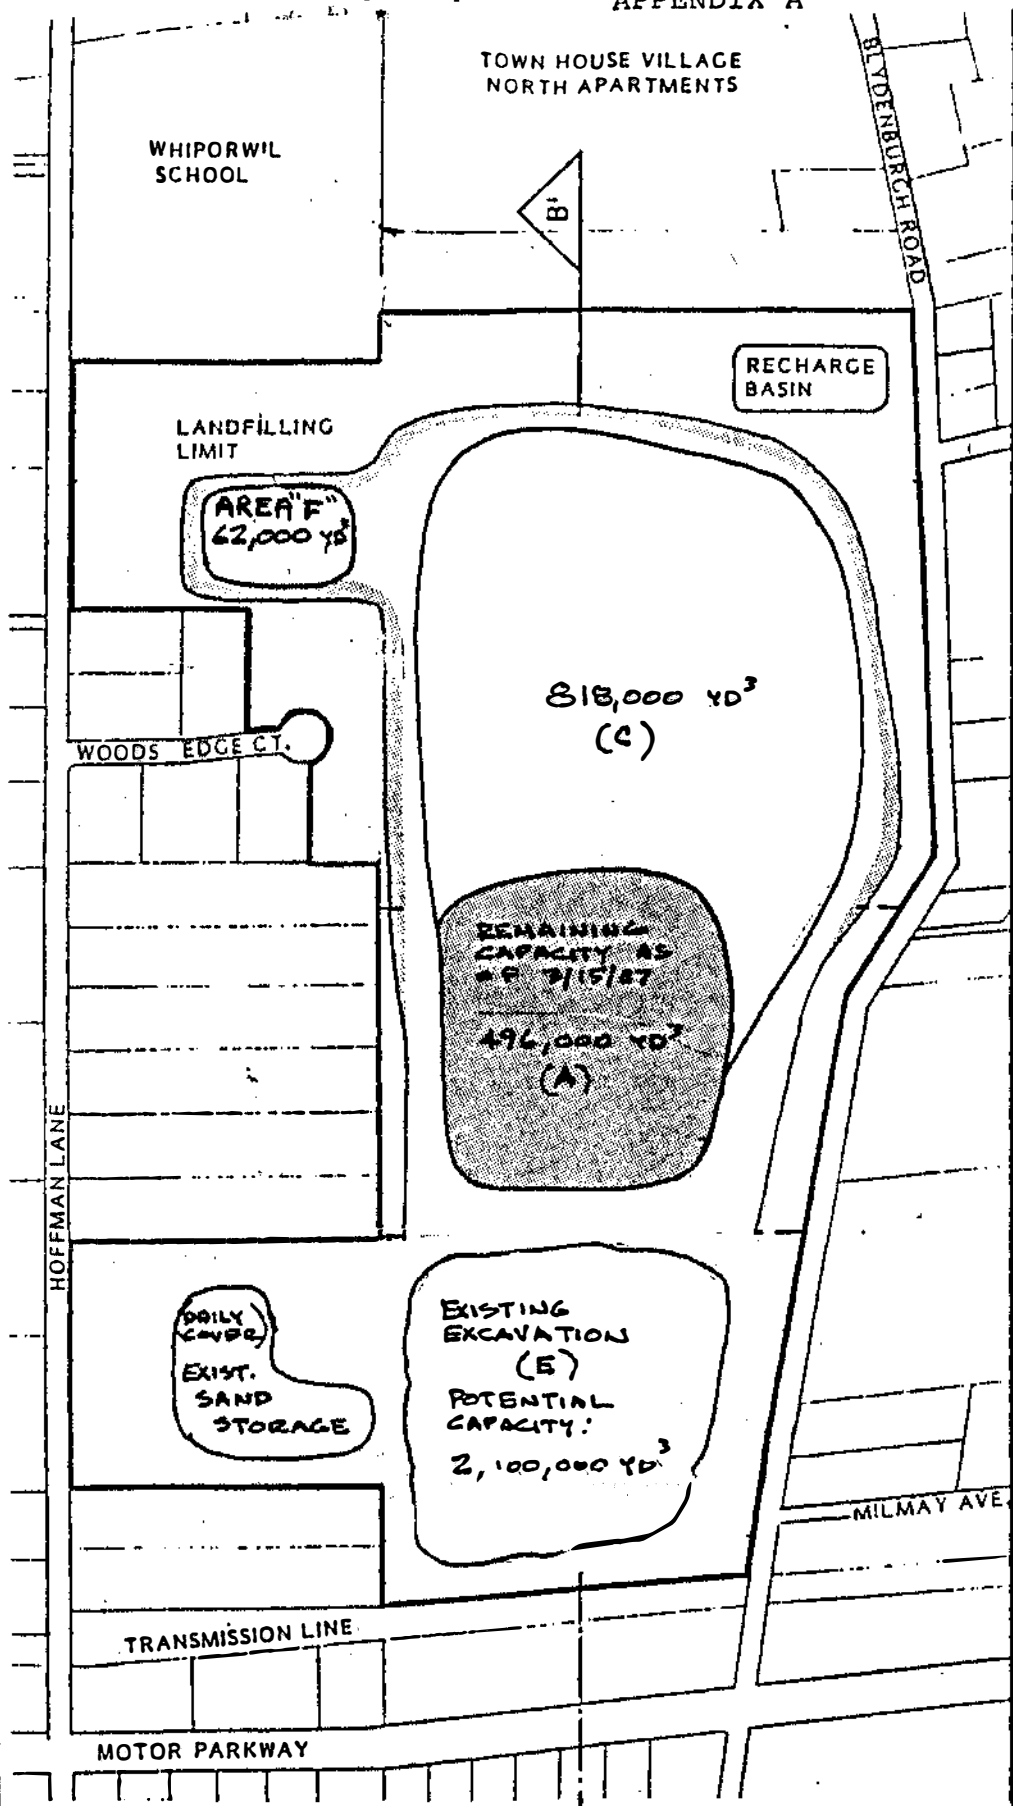 APPENDIX A
TOWN HOUSE VILLAGE
NORTH APARTMENTS
BLYDENBURGH ROAD
WHIPORWIL
SCHOOL
B'
RECHARGE
BASIN
LANDFILLING
LIMIT
AREA "F"
62,000 YD³
818,000 YD³
(C)
WOODS EDGE CT.
REMAINING
CAPACITY AS
OF 3/15/87
496,000 YD³
(A)
HOFFMAN LANE
DAILY
COVER)
EXIST.
SAND
STORAGE
EXISTING
EXCAVATION
(E)
POTENTIAL
CAPACITY:
2,100,000 YD³
MILMAY AVE.
TRANSMISSION LINE
MOTOR PARKWAY